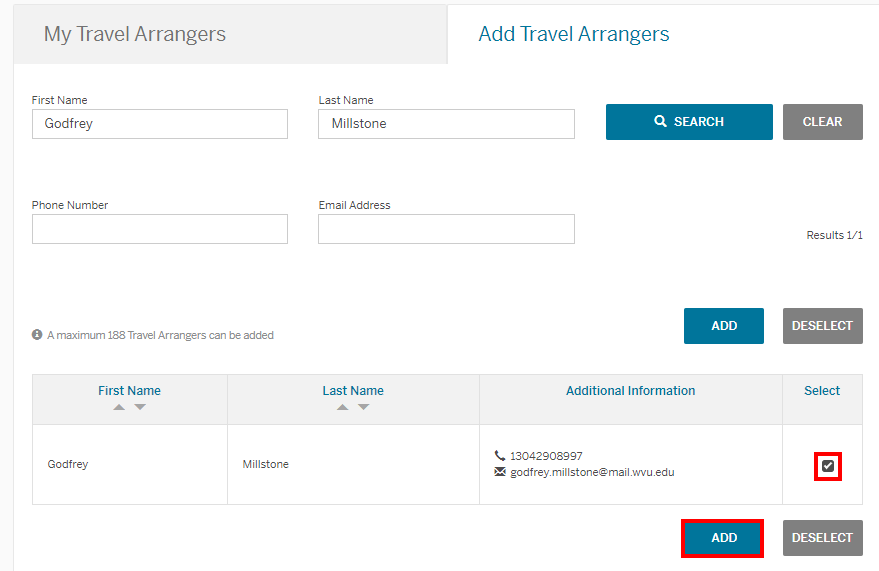 My Travel Arrangers
Add Travel Arrangers
First Name
Last Name
Godfrey
Millstone
SEARCH
CLEAR
Phone Number
Email Address
Results 1/1
A maximum 188 Travel Arrangers can be added
ADD
DESELECT
First Name
Last Name
Additional Information
Select
Godfrey
Millstone
13042908997
godfrey.millstone@mail.wvu.edu
ADD
DESELECT